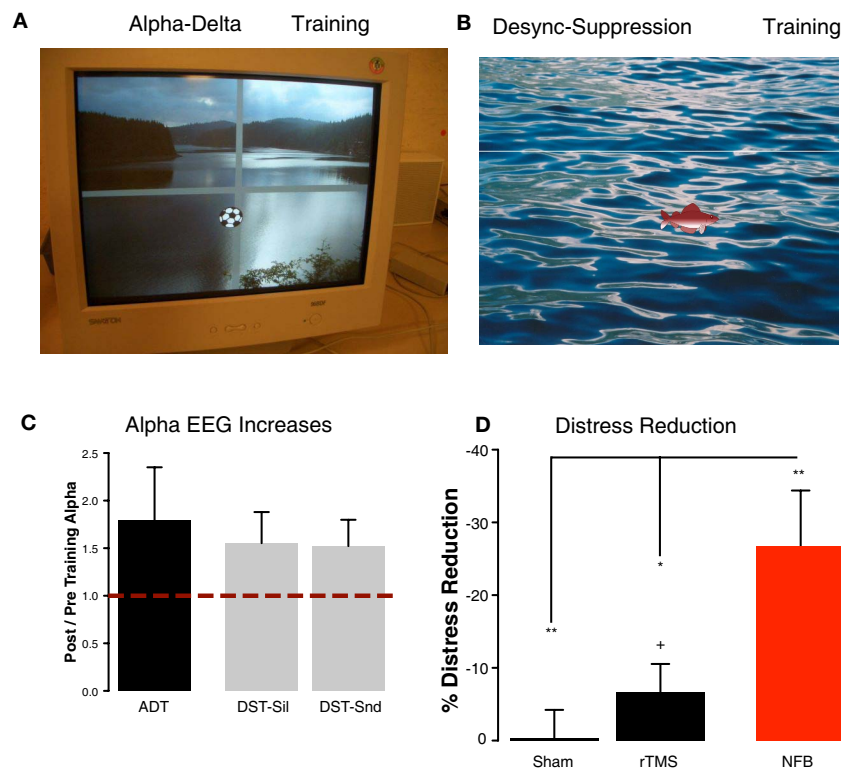 A
Alpha-Delta Training
B
Desync-Suppression Training
C
Alpha EEG Increases
Post / Pre Training Alpha
2.5
2.0
1.5
1.0
0.5
0.0
ADT
DST-Sil
DST-Snd
D
Distress Reduction
% Distress Reduction
-40
-30
-20
-10
0
**
*
**
+
Sham
rTMS
NFB